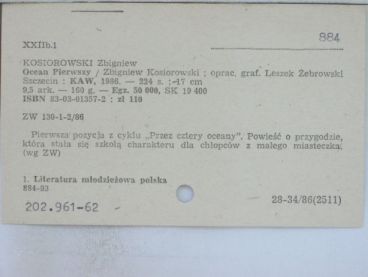 884
XXIIb.1
KOSIOROWSKI Zbigniew
Ocean Pierwszy / Zbigniew Kosiorowski ; oprac. graf. Leszek Żebrowski
Szczecin : KAW, 1986. — 224 s. ; 17 cm
9,5 ark. — 160 g. — Egz. 50 000, SK 19 400
ISBN 83-03-01357-2 : zł 110
ZW 130-1-2/86
Pierwsza pozycja z cyklu „Przez cztery oceany”. Powieść o przygodzie,
która stała się szkołą charakteru dla chłopców z małego miasteczka.
(wg ZW)
1. Literatura młodzieżowa polska
884-93
28-34/86(2511)
202.961-62